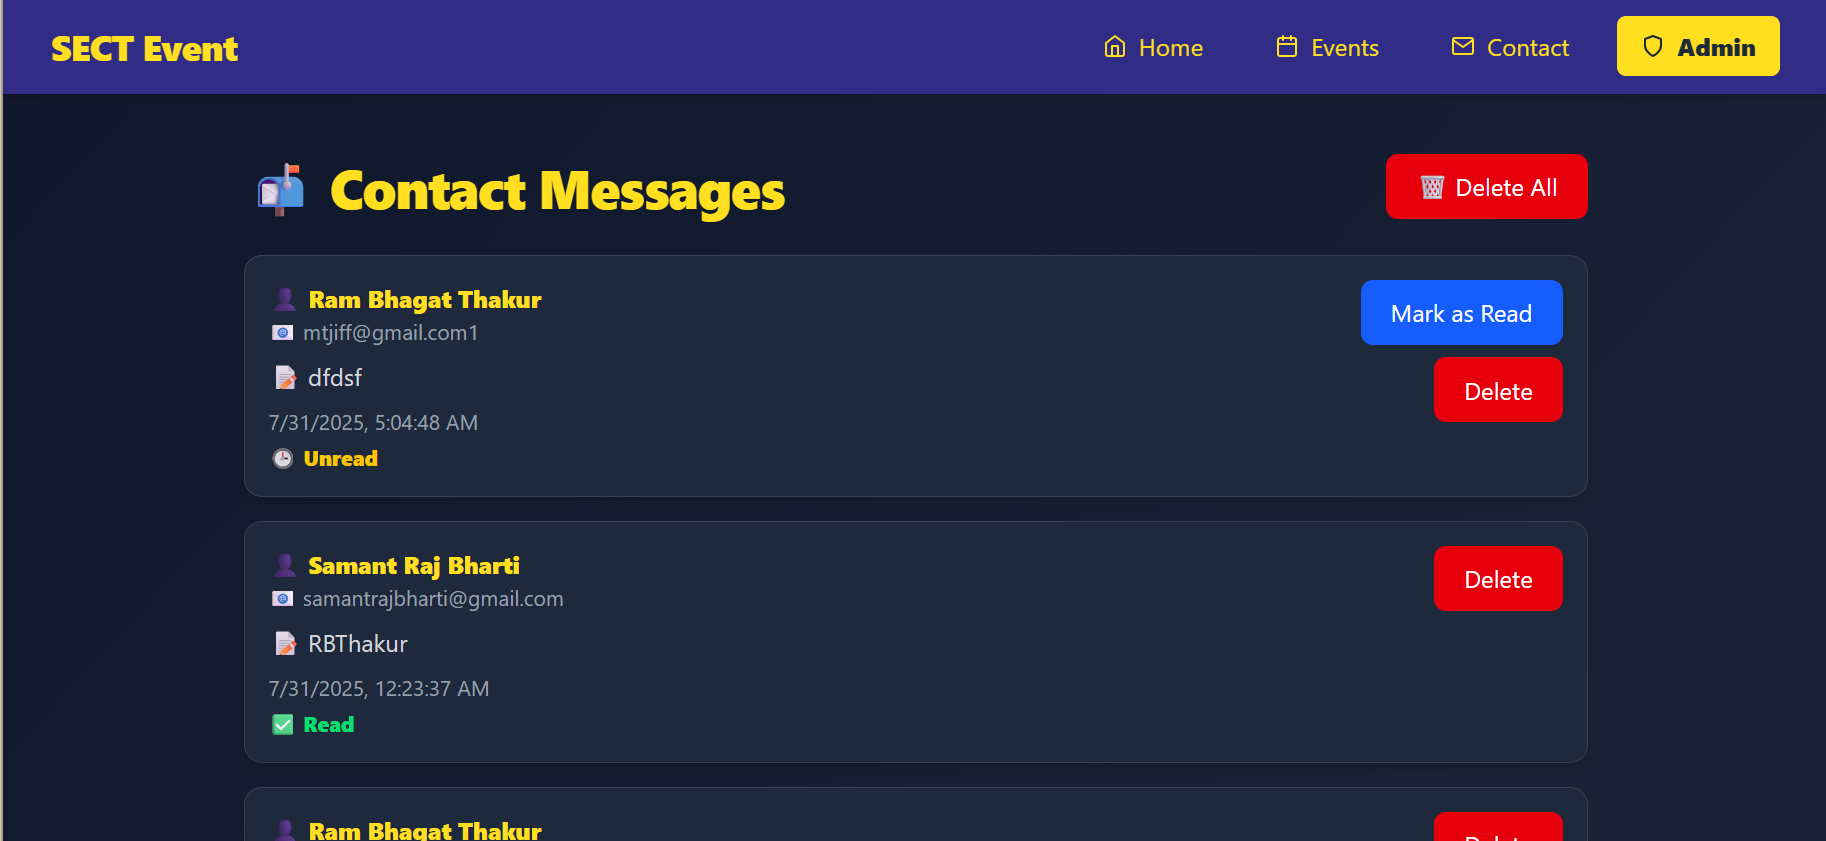 SECT Event
Home
Events
Contact
Admin
Contact Messages
Delete All
Ram Bhagat Thakur
mtjiff@gmail.com1
dfdsf
7/31/2025, 5:04:48 AM
Unread
Mark as Read
Delete
Samant Raj Bharti
samantrajbharti@gmail.com
RBThakur
7/31/2025, 12:23:37 AM
Read
Delete
Ram Bhagat Thakur
Delete